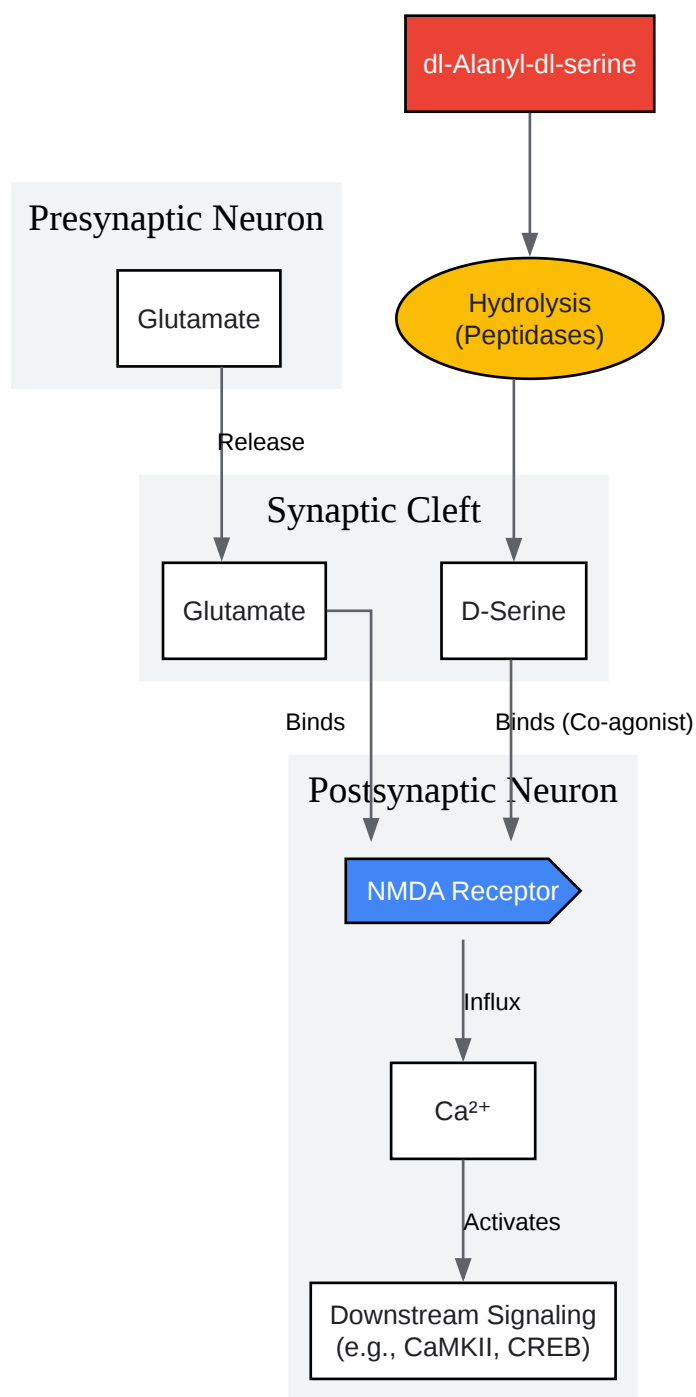 dl-Alanyl-dl-serine
Presynaptic Neuron
Glutamate
Hydrolysis
(Peptidases)
Release
Synaptic Cleft
Glutamate
D-Serine
Binds
Binds (Co-agonist)
Postsynaptic Neuron
NMDA Receptor
Influx
Ca²⁺
Activates
Downstream Signaling
(e.g., CaMKII, CREB)